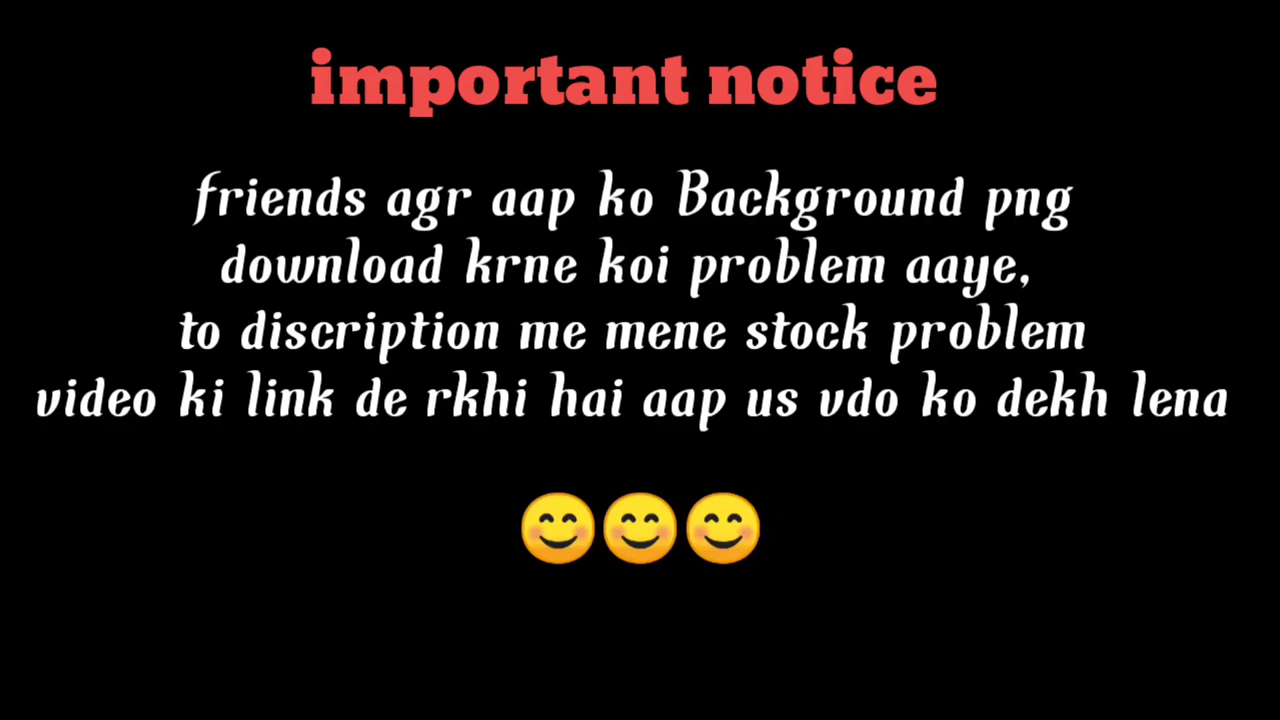 important notice
friends agr aap ko Background png
download krne koi problem aaye,
to discription me mene stock problem
video ki link de rkhi hai aap us vdo ko dekh lena
😊😊😊